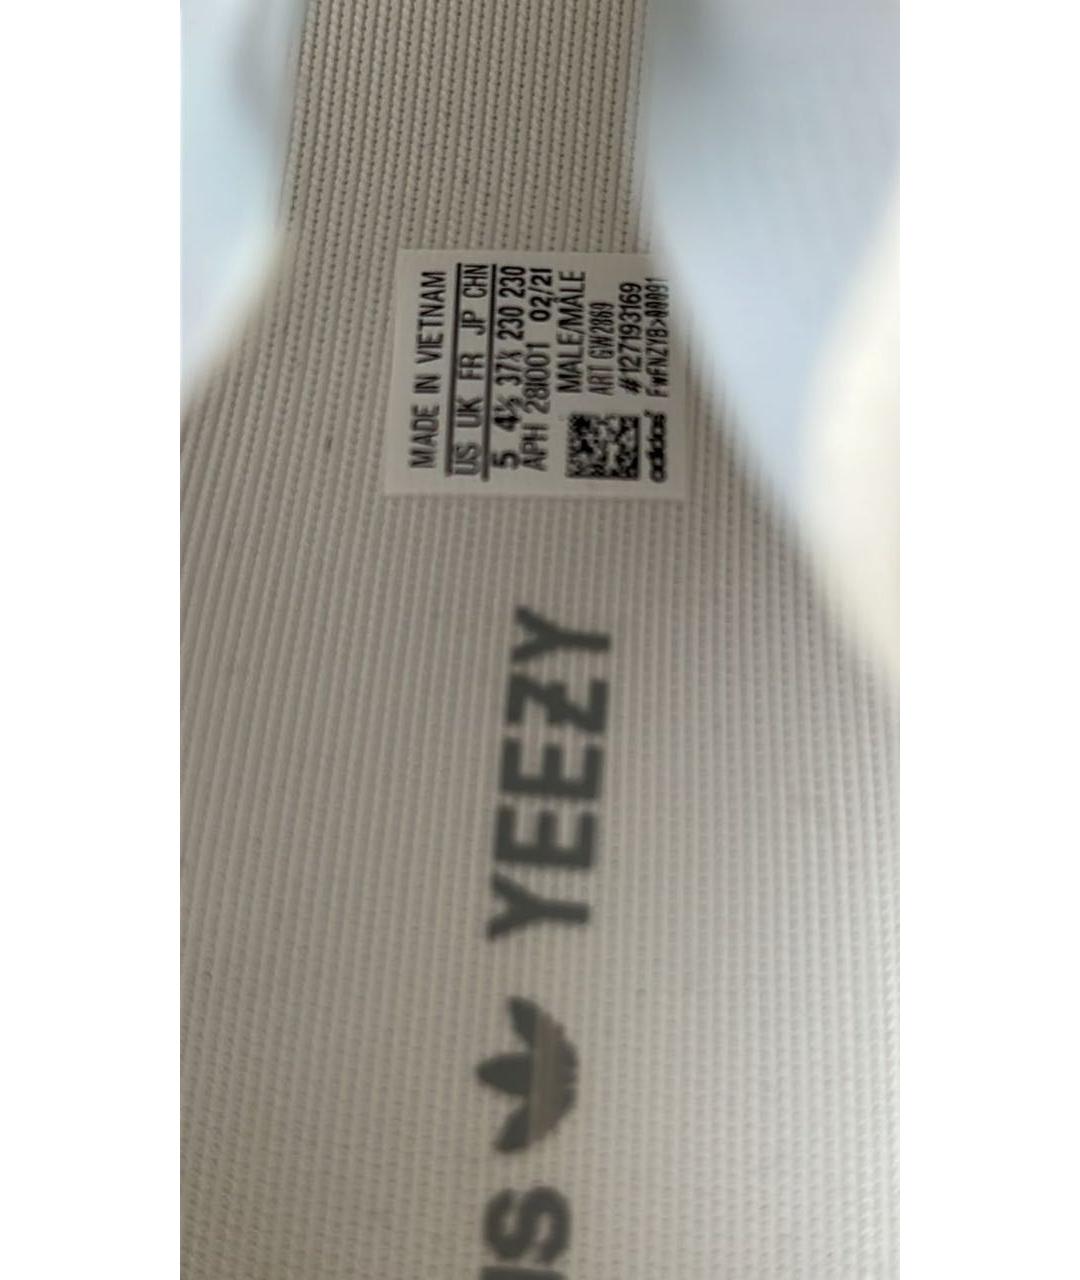 MADE IN VIETNAM
US UK FR JP CHN
5 4½ 37⅓ 230 230
APH 28I001 02/21
MALE/MÂLE
ART GW2869
#127193169
adidas
YEEZY